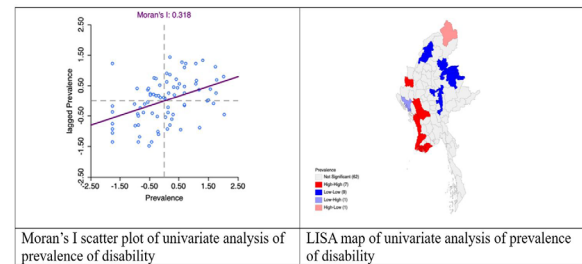 Moran's I: 0.318
2.50
1.50
0.50
-0.50
-1.50
-2.50
lagged Prevalence
-2.50 -1.50 -0.50 0.50 1.50 2.50
Prevalence
Prevalence
Not Significant (62)
High-High (7)
Low-Low (9)
Low-High (1)
High-Low (1)
Moran's I scatter plot of univariate analysis of
prevalence of disability
LISA map of univariate analysis of prevalence
of disability